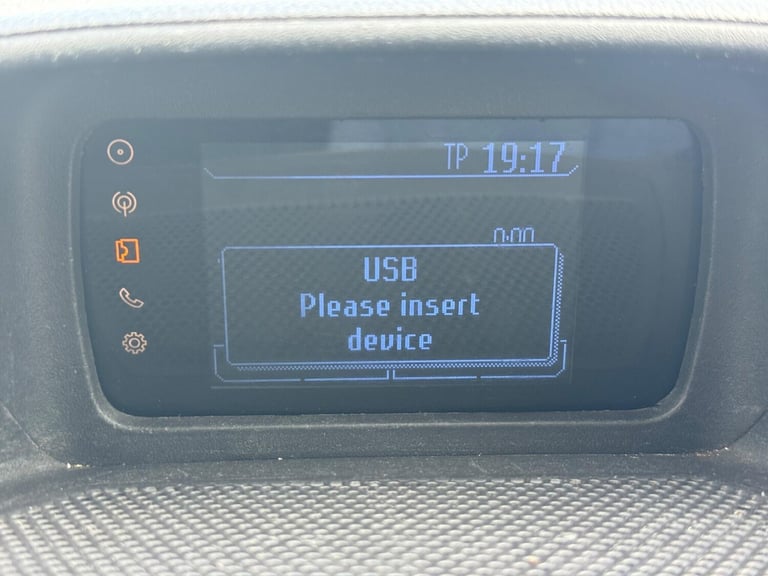 TP 19:17
0:00
USB
Please insert
device